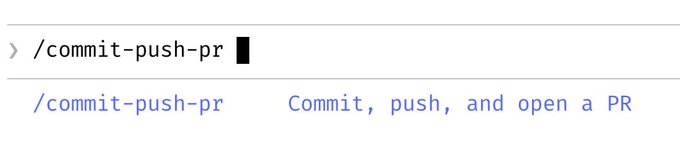 ❯ /commit-push-pr
/commit-push-pr Commit, push, and open a PR